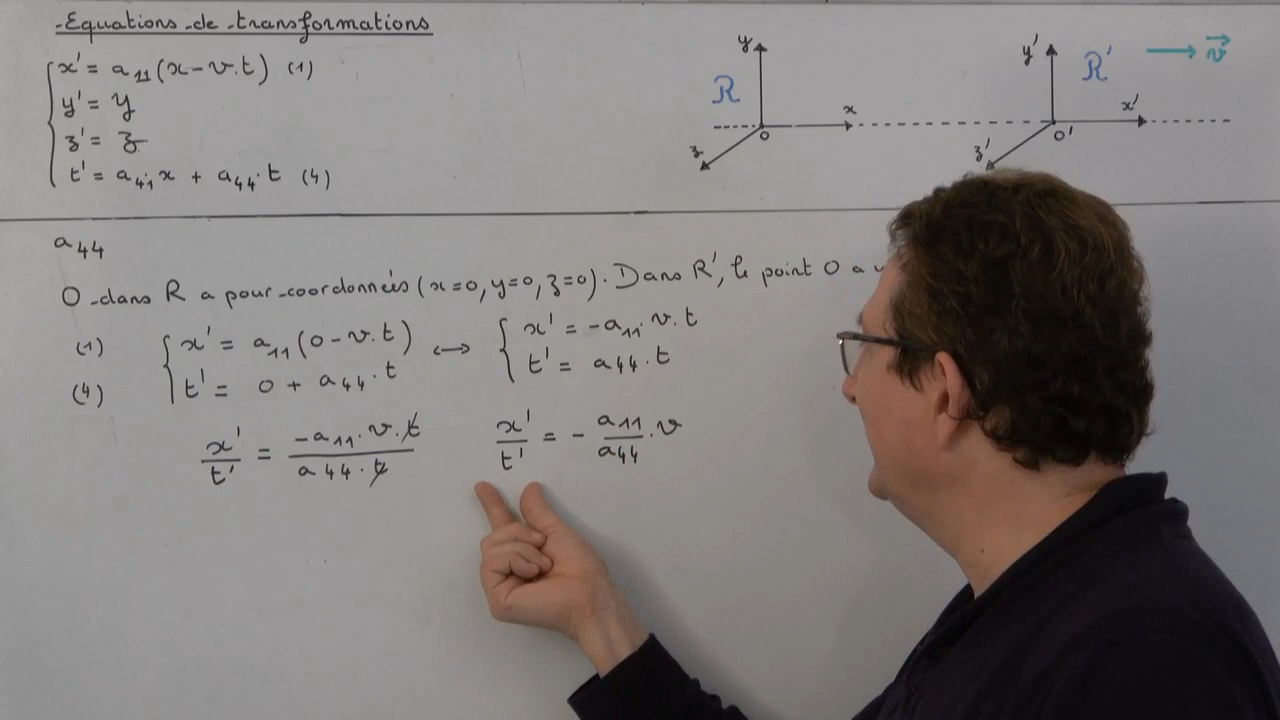 Equations de transformations
x' = a₁₁(x - v.t) (1)
y' = y
z' = z
t' = a₄₁.x + a₄₄.t (4)
y
R
x
o
z
y'
R'
v⃗
x'
o'
z'
a₄₄
O dans R a pour coordonnées (x=0, y=0, z=0). Dans R', le point O a
(1) x' = a₁₁(0 - v.t) ⟷ x' = -a₁₁.v.t
(4) t' = 0 + a₄₄.t t' = a₄₄.t
x'/t' = -a₁₁.v.t / a₄₄.t x'/t' = - a₁₁/a₄₄ . v